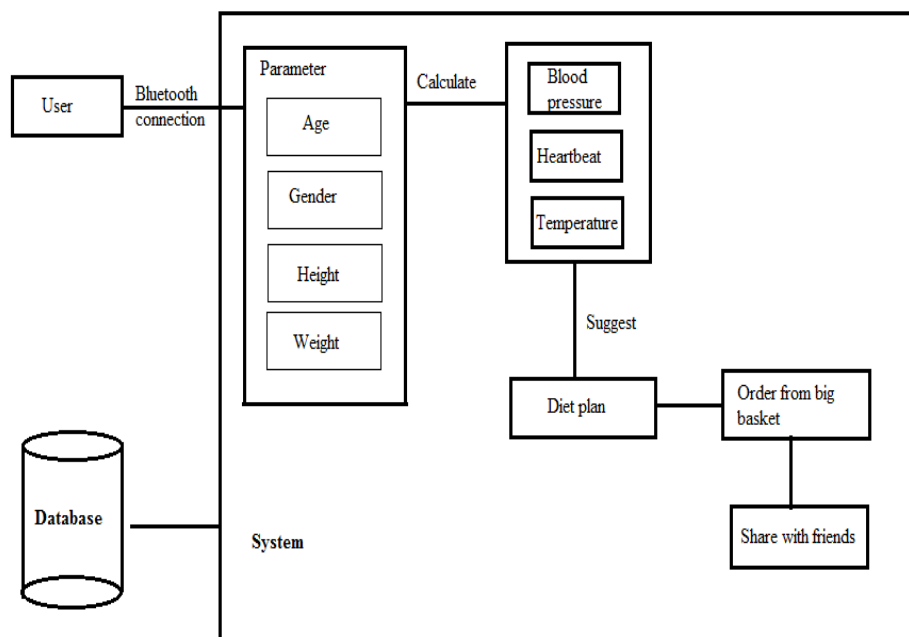 User
Bluetooth
connection
Parameter
Age
Gender
Height
Weight
Calculate
Blood
pressure
Heartbeat
Temperature
Suggest
Diet plan
Order from big
basket
Share with friends
Database
System